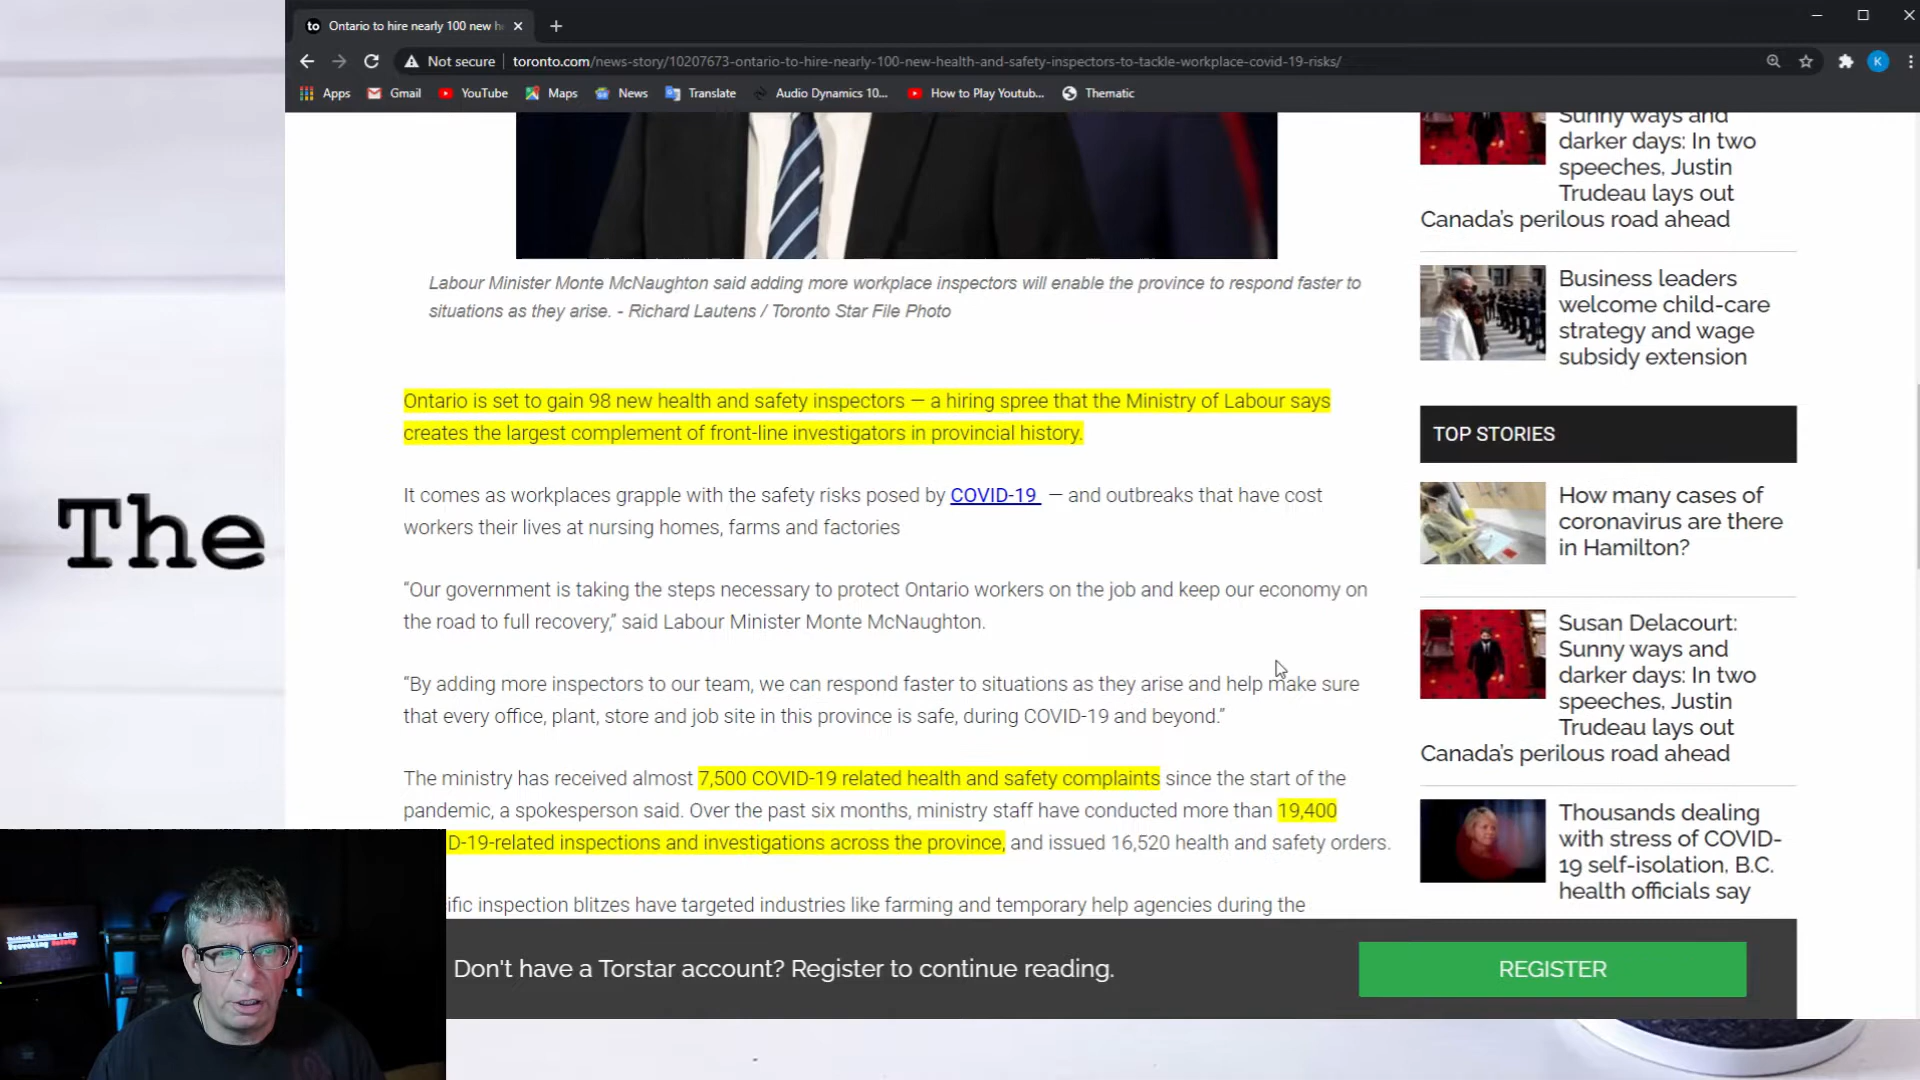 Ontario to hire nearly 100 new h
Not secure toronto.com/news-story/10207673-ontario-to-hire-nearly-100-new-health-and-safety-inspectors-to-tackle-workplace-covid-19-risks/
K
Apps Gmail YouTube Maps News Translate Audio Dynamics 10... How to Play Youtub... Thematic
Labour Minister Monte McNaughton said adding more workplace inspectors will enable the province to respond faster to
situations as they arise. - Richard Lautens / Toronto Star File Photo
Ontario is set to gain 98 new health and safety inspectors — a hiring spree that the Ministry of Labour says
creates the largest complement of front-line investigators in provincial history.
It comes as workplaces grapple with the safety risks posed by COVID-19 — and outbreaks that have cost
workers their lives at nursing homes, farms and factories
“Our government is taking the steps necessary to protect Ontario workers on the job and keep our economy on
the road to full recovery,” said Labour Minister Monte McNaughton.
“By adding more inspectors to our team, we can respond faster to situations as they arise and help make sure
that every office, plant, store and job site in this province is safe, during COVID-19 and beyond.”
The ministry has received almost 7,500 COVID-19 related health and safety complaints since the start of the
pandemic, a spokesperson said. Over the past six months, ministry staff have conducted more than 19,400
D-19-related inspections and investigations across the province, and issued 16,520 health and safety orders.
ific inspection blitzes have targeted industries like farming and temporary help agencies during the
Sunny ways and
darker days: In two
speeches, Justin
Trudeau lays out
Canada's perilous road ahead
Business leaders
welcome child-care
strategy and wage
subsidy extension
TOP STORIES
How many cases of
coronavirus are there
in Hamilton?
Susan Delacourt:
Sunny ways and
darker days: In two
speeches, Justin
Trudeau lays out
Canada's perilous road ahead
Thousands dealing
with stress of COVID-
19 self-isolation, B.C.
health officials say
Don't have a Torstar account? Register to continue reading.
REGISTER
The
Provoking Safety